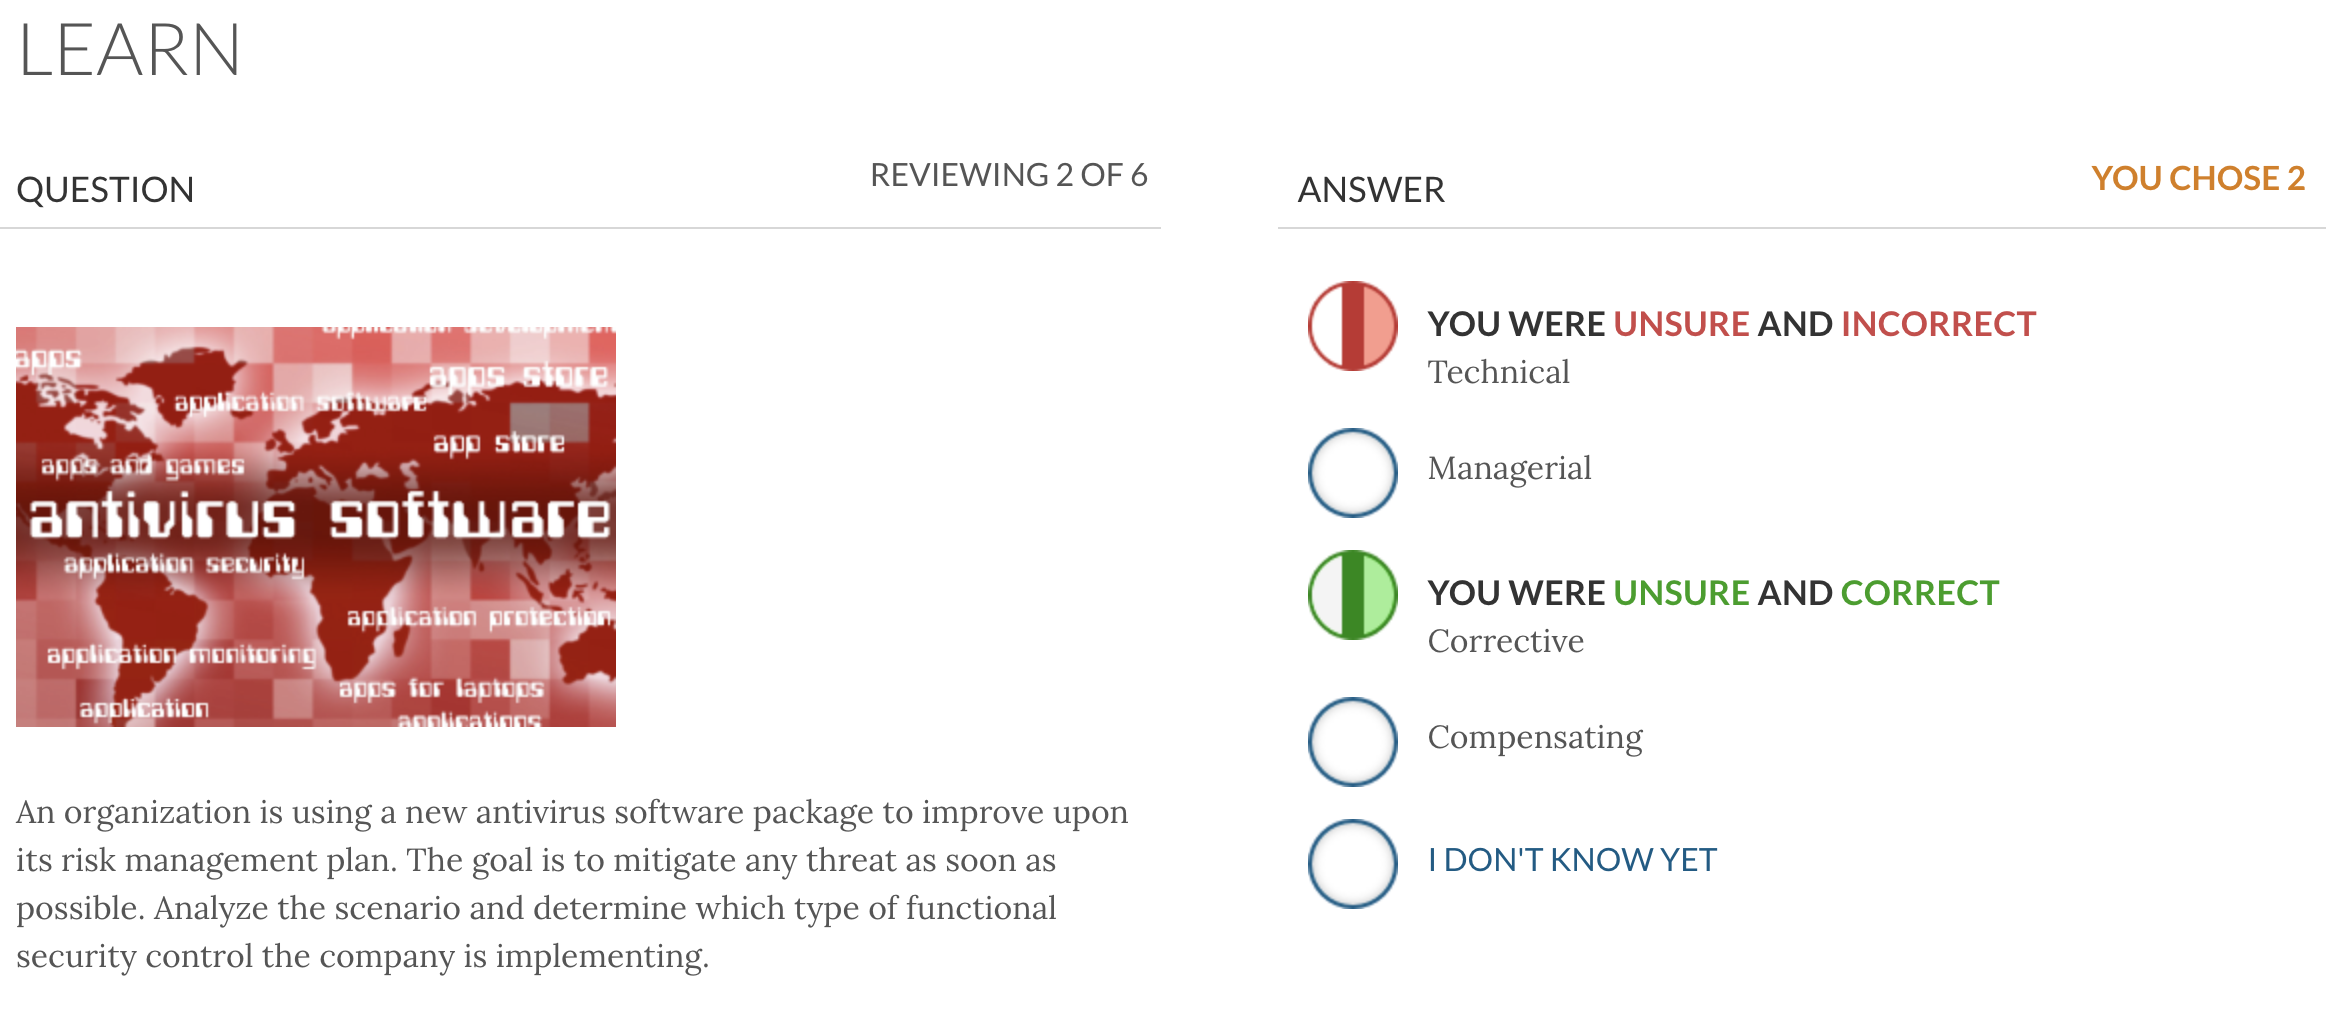 LEARN
QUESTION
REVIEWING 2 OF 6
apps
apps store
application software
app store
apps and games
antivirus software
application security
application protection
application monitoring
apps for laptops
application
applications
An organization is using a new antivirus software package to improve upon
its risk management plan. The goal is to mitigate any threat as soon as
possible. Analyze the scenario and determine which type of functional
security control the company is implementing.
ANSWER
YOU CHOSE 2
YOU WERE UNSURE AND INCORRECT
Technical
Managerial
YOU WERE UNSURE AND CORRECT
Corrective
Compensating
I DON'T KNOW YET